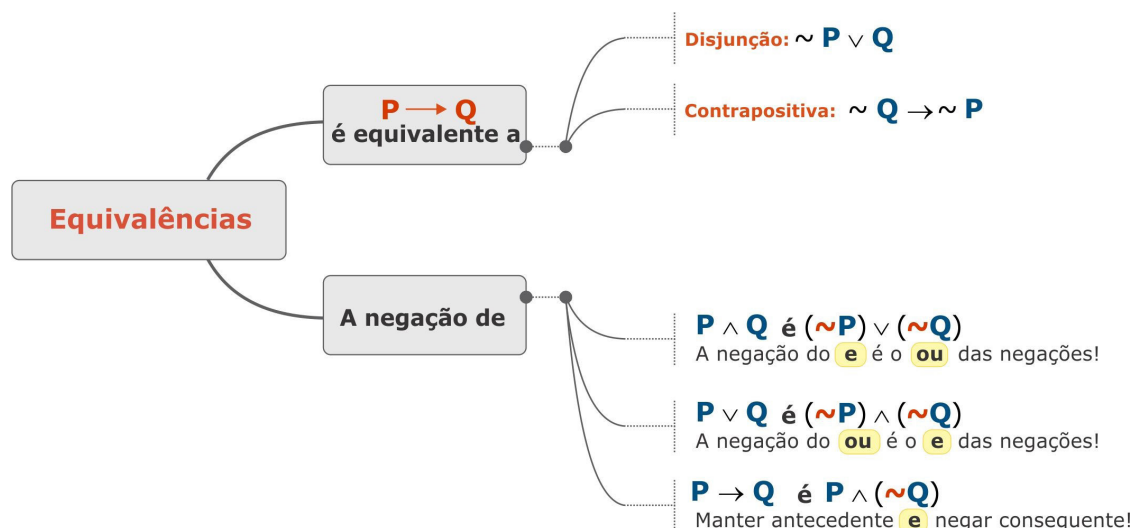 Equivalências
P → Q
é equivalente a
Disjunção: ~ P ∨ Q
Contrapositiva: ~ Q → ~ P
A negação de
P ∧ Q é (~P) ∨ (~Q)
A negação do e é o ou das negações!
P ∨ Q é (~P) ∧ (~Q)
A negação do ou é o e das negações!
P → Q é P ∧ (~Q)
Manter antecedente e negar consequente!